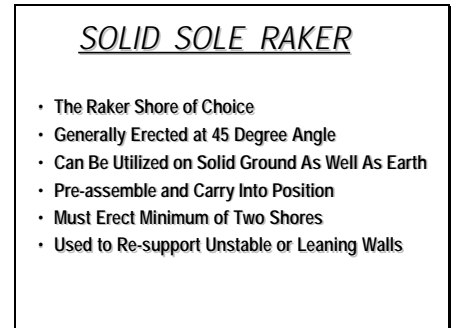 SOLID SOLE RAKER
• The Raker Shore of Choice
• Generally Erected at 45 Degree Angle
• Can Be Utilized on Solid Ground As Well As Earth
• Pre-assemble and Carry Into Position
• Must Erect Minimum of Two Shores
• Used to Re-support Unstable or Leaning Walls